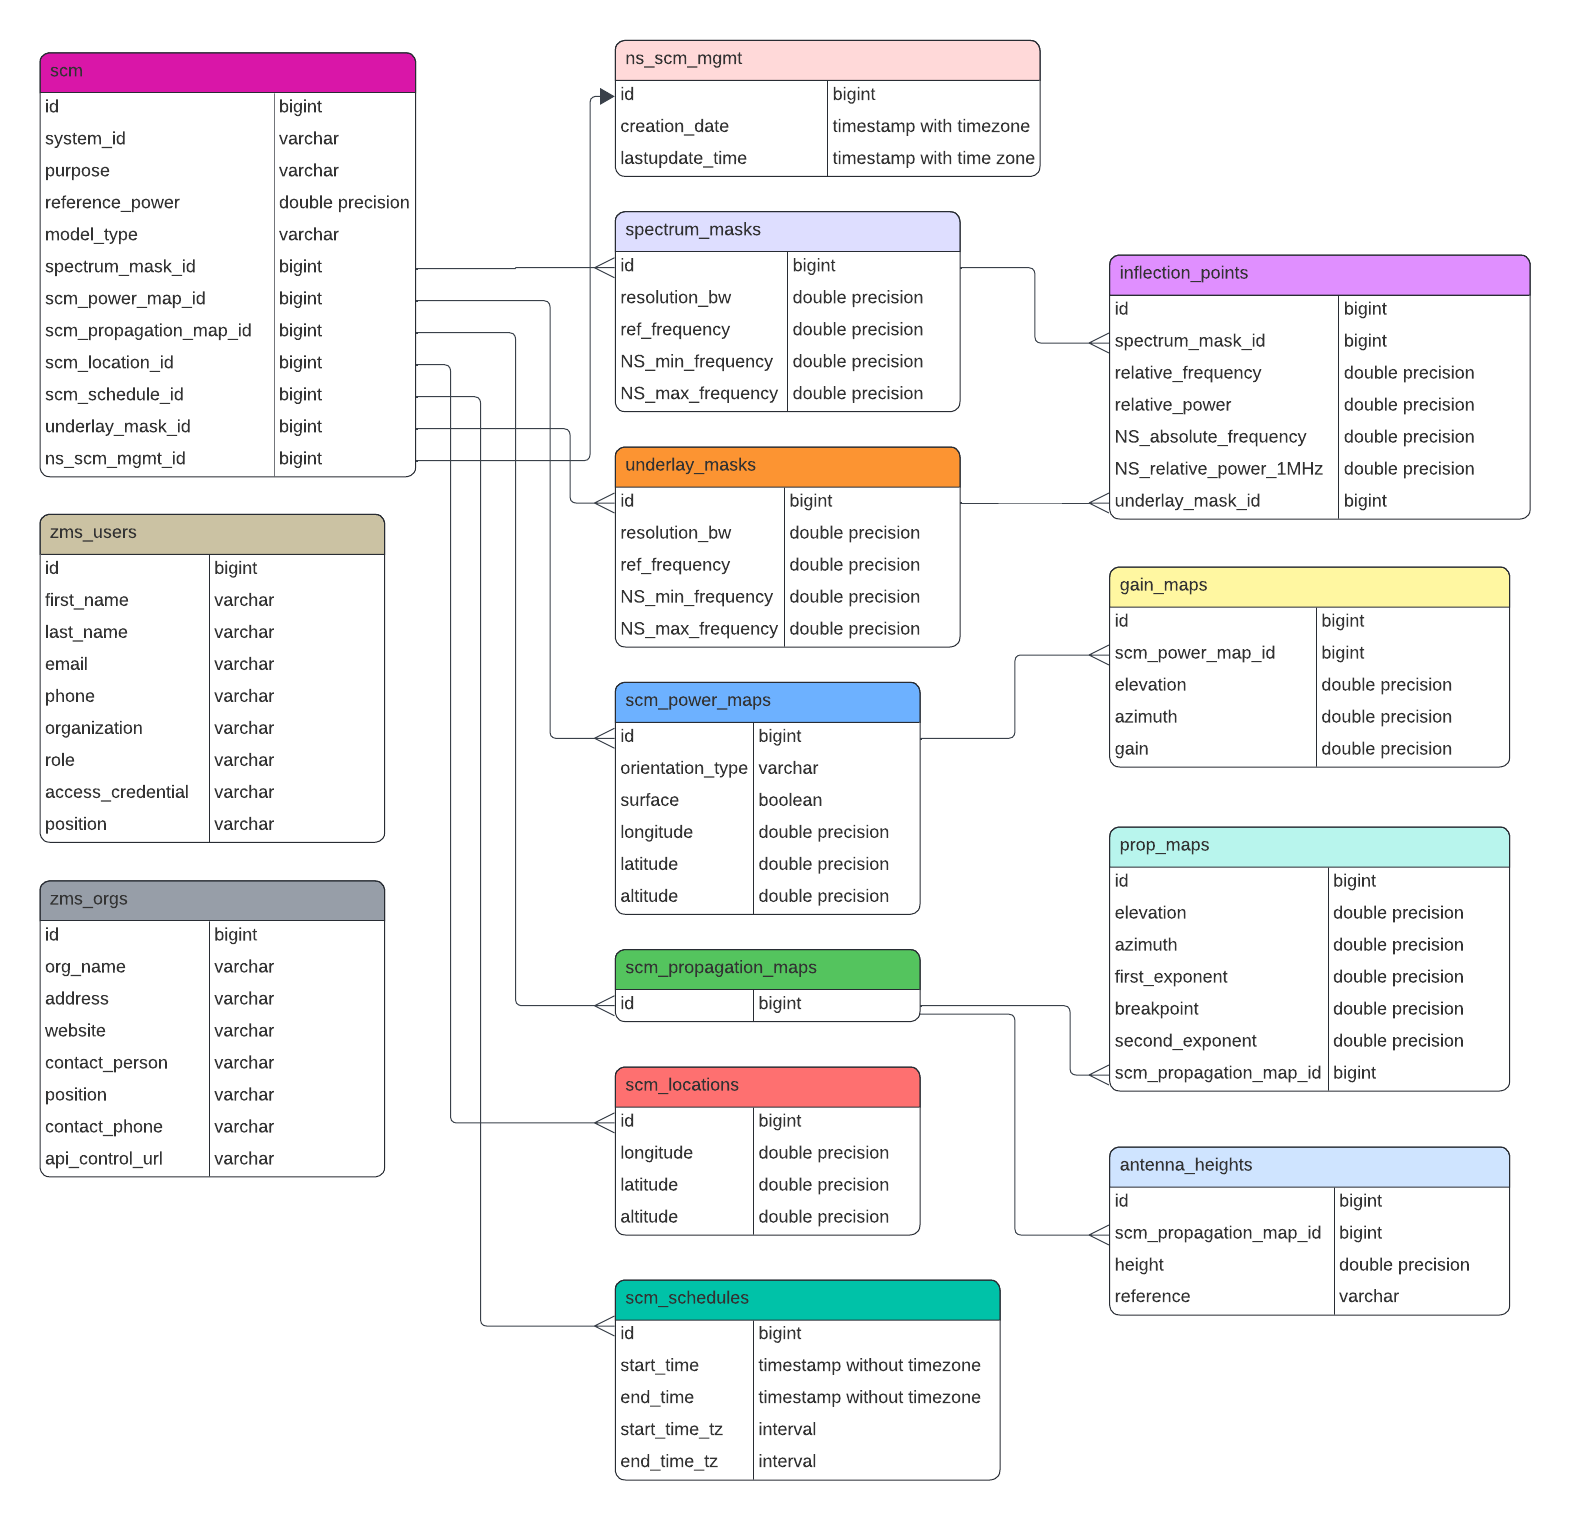 scm
id bigint
system_id varchar
purpose varchar
reference_power double precision
model_type varchar
spectrum_mask_id bigint
scm_power_map_id bigint
scm_propagation_map_id bigint
scm_location_id bigint
scm_schedule_id bigint
underlay_mask_id bigint
ns_scm_mgmt_id bigint
zms_users
id bigint
first_name varchar
last_name varchar
email varchar
phone varchar
organization varchar
role varchar
access_credential varchar
position varchar
zms_orgs
id bigint
org_name varchar
address varchar
website varchar
contact_person varchar
position varchar
contact_phone varchar
api_control_url varchar
ns_scm_mgmt
id bigint
creation_date timestamp with timezone
lastupdate_time timestamp with time zone
spectrum_masks
id bigint
resolution_bw double precision
ref_frequency double precision
NS_min_frequency double precision
NS_max_frequency double precision
underlay_masks
id bigint
resolution_bw double precision
ref_frequency double precision
NS_min_frequency double precision
NS_max_frequency double precision
scm_power_maps
id bigint
orientation_type varchar
surface boolean
longitude double precision
latitude double precision
altitude double precision
scm_propagation_maps
id bigint
scm_locations
id bigint
longitude double precision
latitude double precision
altitude double precision
scm_schedules
id bigint
start_time timestamp without timezone
end_time timestamp without timezone
start_time_tz interval
end_time_tz interval
inflection_points
id bigint
spectrum_mask_id bigint
relative_frequency double precision
relative_power double precision
NS_absolute_frequency double precision
NS_relative_power_1MHz double precision
underlay_mask_id bigint
gain_maps
id bigint
scm_power_map_id bigint
elevation double precision
azimuth double precision
gain double precision
prop_maps
id bigint
elevation double precision
azimuth double precision
first_exponent double precision
breakpoint double precision
second_exponent double precision
scm_propagation_map_id bigint
antenna_heights
id bigint
scm_propagation_map_id bigint
height double precision
reference varchar